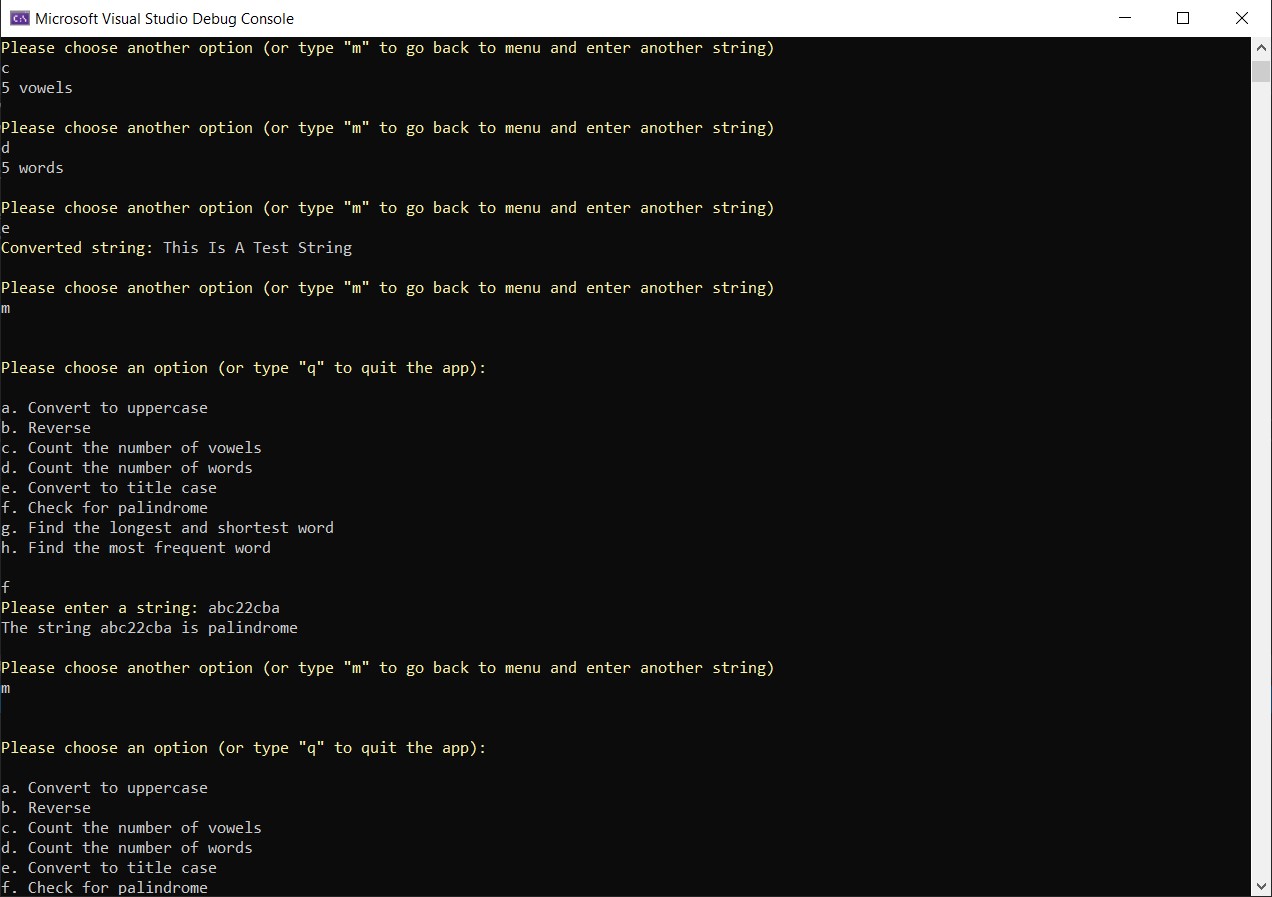 Microsoft Visual Studio Debug Console
Please choose another option (or type "m" to go back to menu and enter another string)
c
5 vowels
Please choose another option (or type "m" to go back to menu and enter another string)
d
5 words
Please choose another option (or type "m" to go back to menu and enter another string)
e
Converted string: This Is A Test String
Please choose another option (or type "m" to go back to menu and enter another string)
m
Please choose an option (or type "q" to quit the app):
a. Convert to uppercase
b. Reverse
c. Count the number of vowels
d. Count the number of words
e. Convert to title case
f. Check for palindrome
g. Find the longest and shortest word
h. Find the most frequent word
f
Please enter a string: abc22cba
The string abc22cba is palindrome
Please choose another option (or type "m" to go back to menu and enter another string)
m
Please choose an option (or type "q" to quit the app):
a. Convert to uppercase
b. Reverse
c. Count the number of vowels
d. Count the number of words
e. Convert to title case
f. Check for palindrome